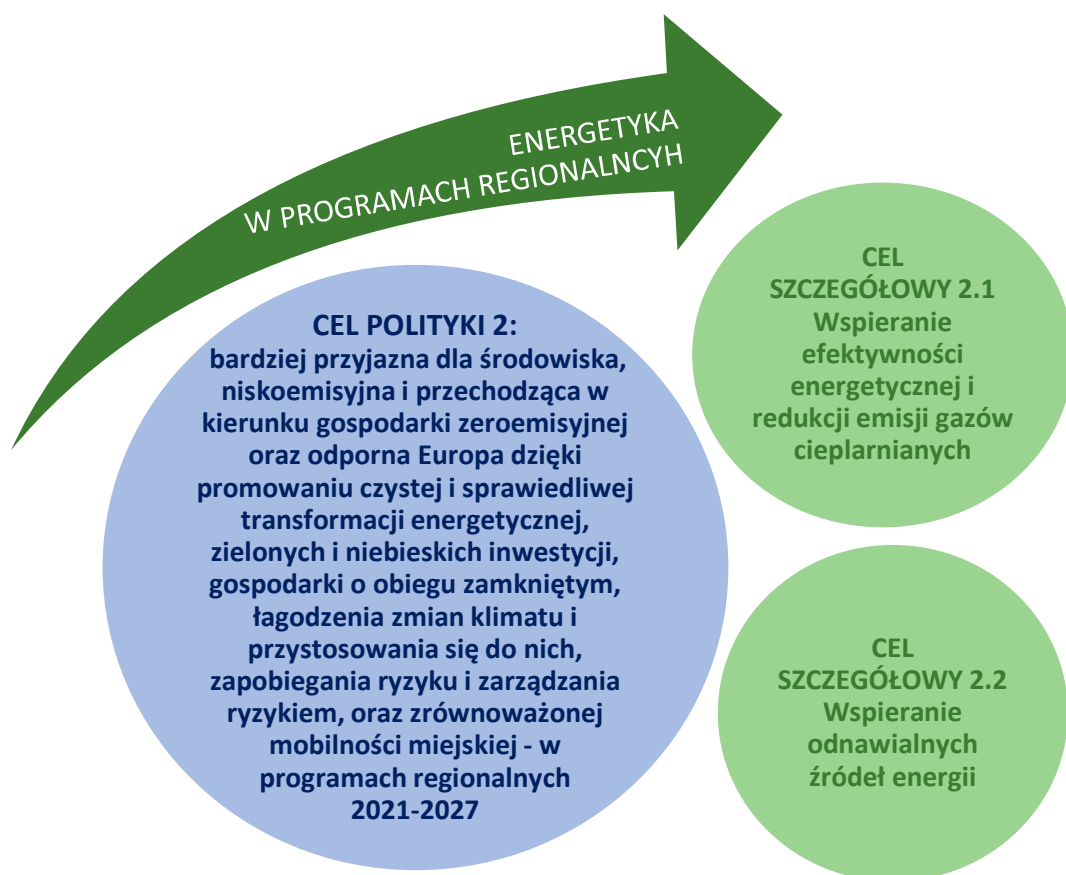 ENERGETYKA
W PROGRAMACH REGIONALNCYH
CEL POLITYKI 2:
bardziej przyjazna dla środowiska,
niskoemisyjna i przechodząca w
kierunku gospodarki zeroemisyjnej
oraz odporna Europa dzięki
promowaniu czystej i sprawiedliwej
transformacji energetycznej,
zielonych i niebieskich inwestycji,
gospodarki o obiegu zamkniętym,
łagodzenia zmian klimatu i
przystosowania się do nich,
zapobiegania ryzyku i zarządzania
ryzykiem, oraz zrównoważonej
mobilności miejskiej - w
programach regionalnych
2021-2027
CEL
SZCZEGÓŁOWY 2.1
Wspieranie
efektywności
energetycznej i
redukcji emisji gazów
cieplarnianych
CEL
SZCZEGÓŁOWY 2.2
Wspieranie
odnawialnych
źródeł energii